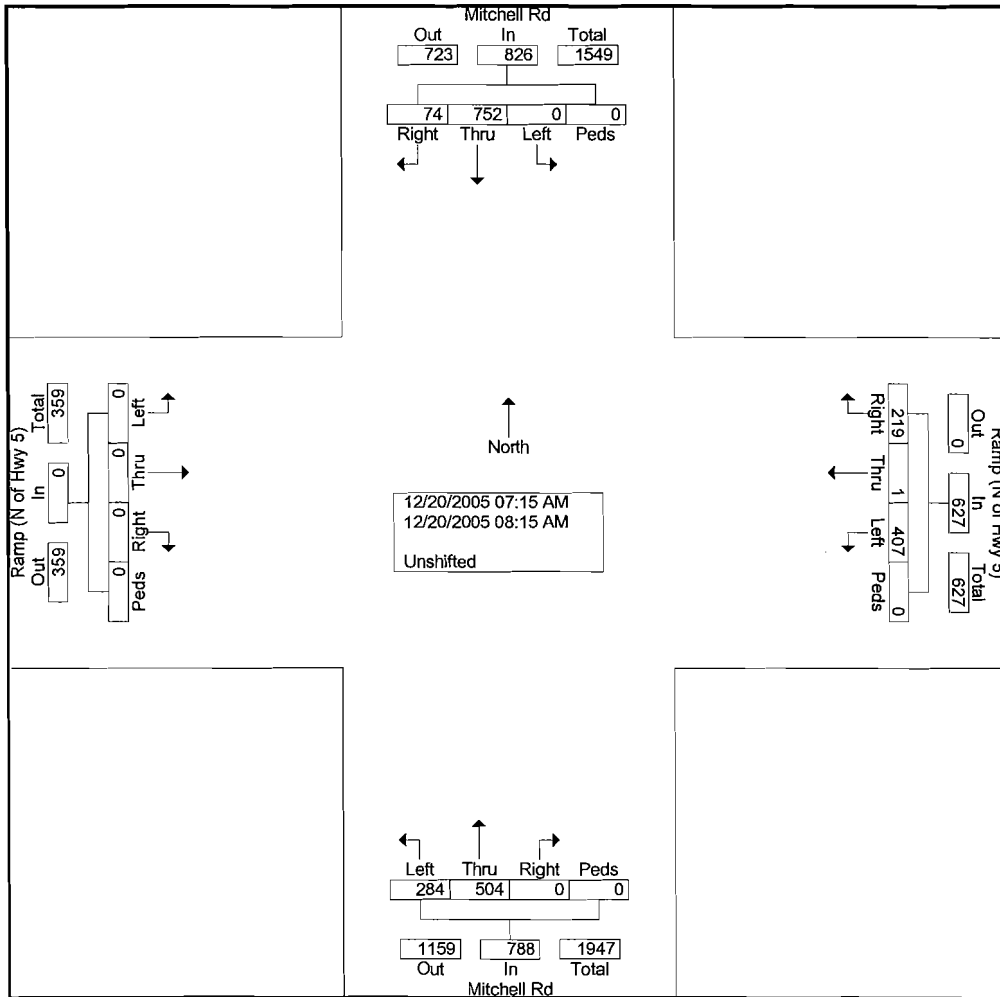 Mitchell Rd
Out In Total
723 826 1549
74 752 0 0
Right Thru Left Peds
Ramp (N of Hwy 5)
Total In Out
359 0 359
0 0 0 0
Left Thru Right Peds
North
12/20/2005 07:15 AM
12/20/2005 08:15 AM
Unshifted
Right Thru Left Peds
219 1 407 0
Out In Total
0 627 627
Ramp (N of Hwy 5)
Left Thru Right Peds
284 504 0 0
1159 788 1947
Out In Total
Mitchell Rd